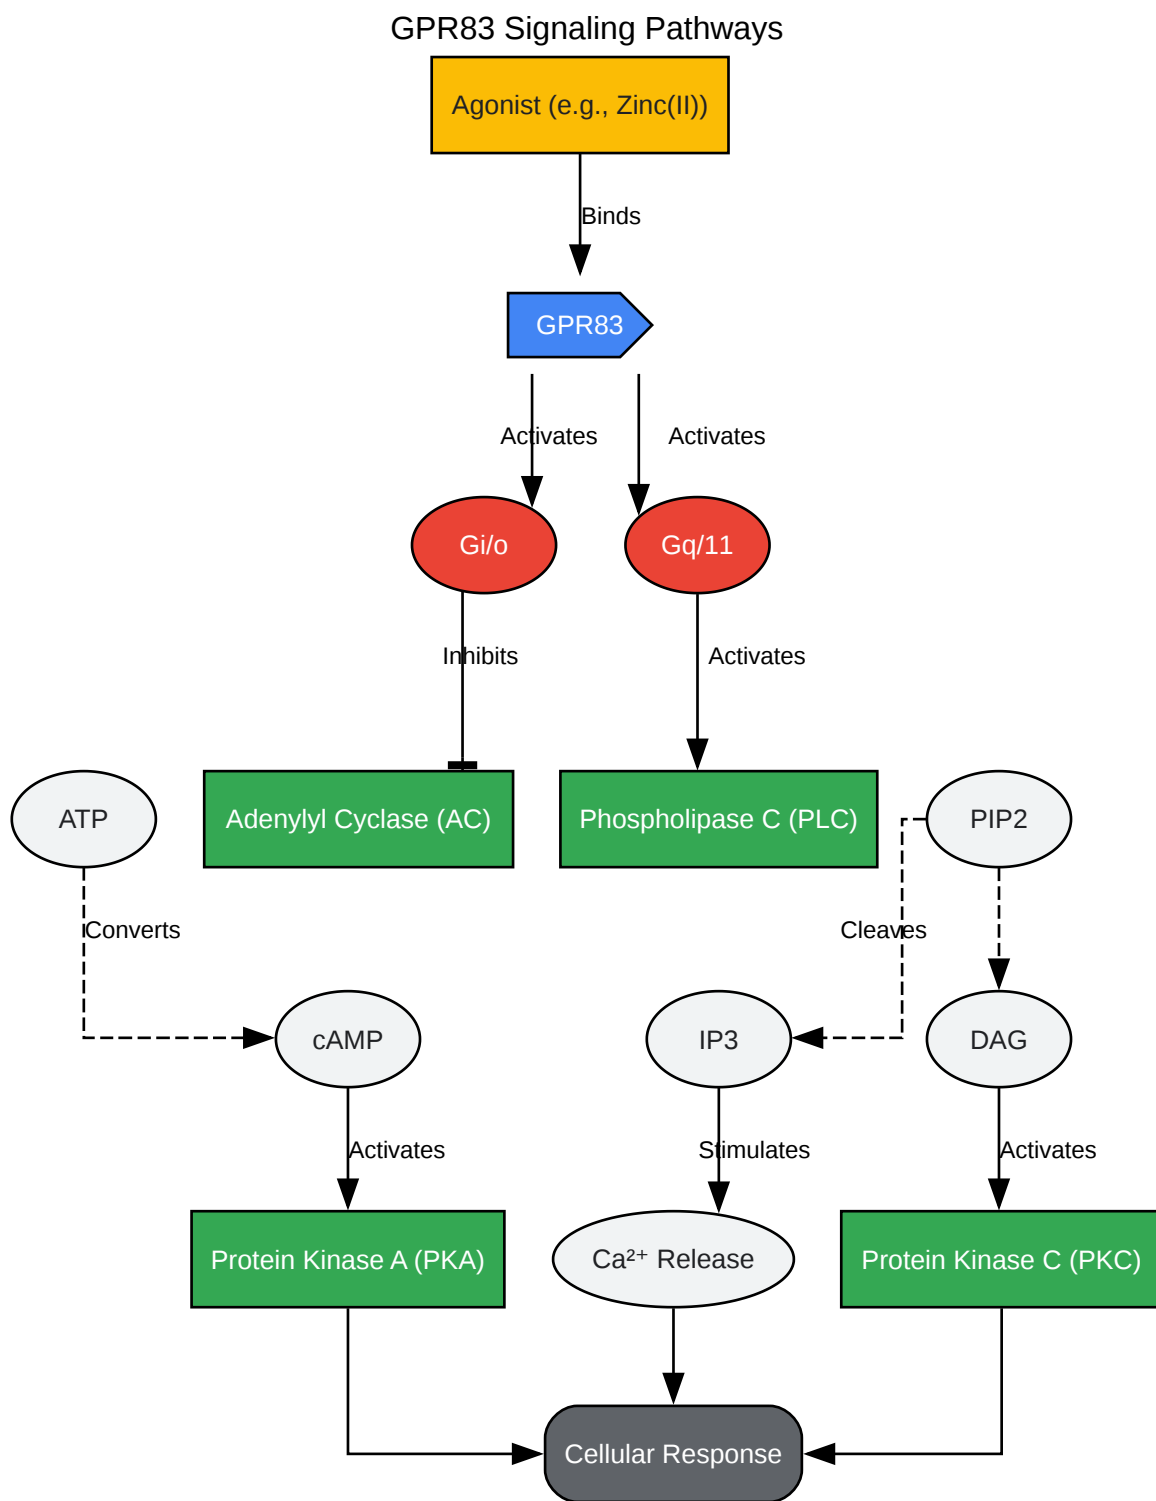 GPR83 Signaling Pathways
Agonist (e.g., Zinc(II))
Binds
GPR83
Activates
Activates
Gi/o
Gq/11
Inhibits
Activates
ATP
Adenylyl Cyclase (AC)
Phospholipase C (PLC)
PIP2
Converts
Cleaves
cAMP
IP3
DAG
Activates
Stimulates
Activates
Protein Kinase A (PKA)
Ca²⁺ Release
Protein Kinase C (PKC)
Cellular Response